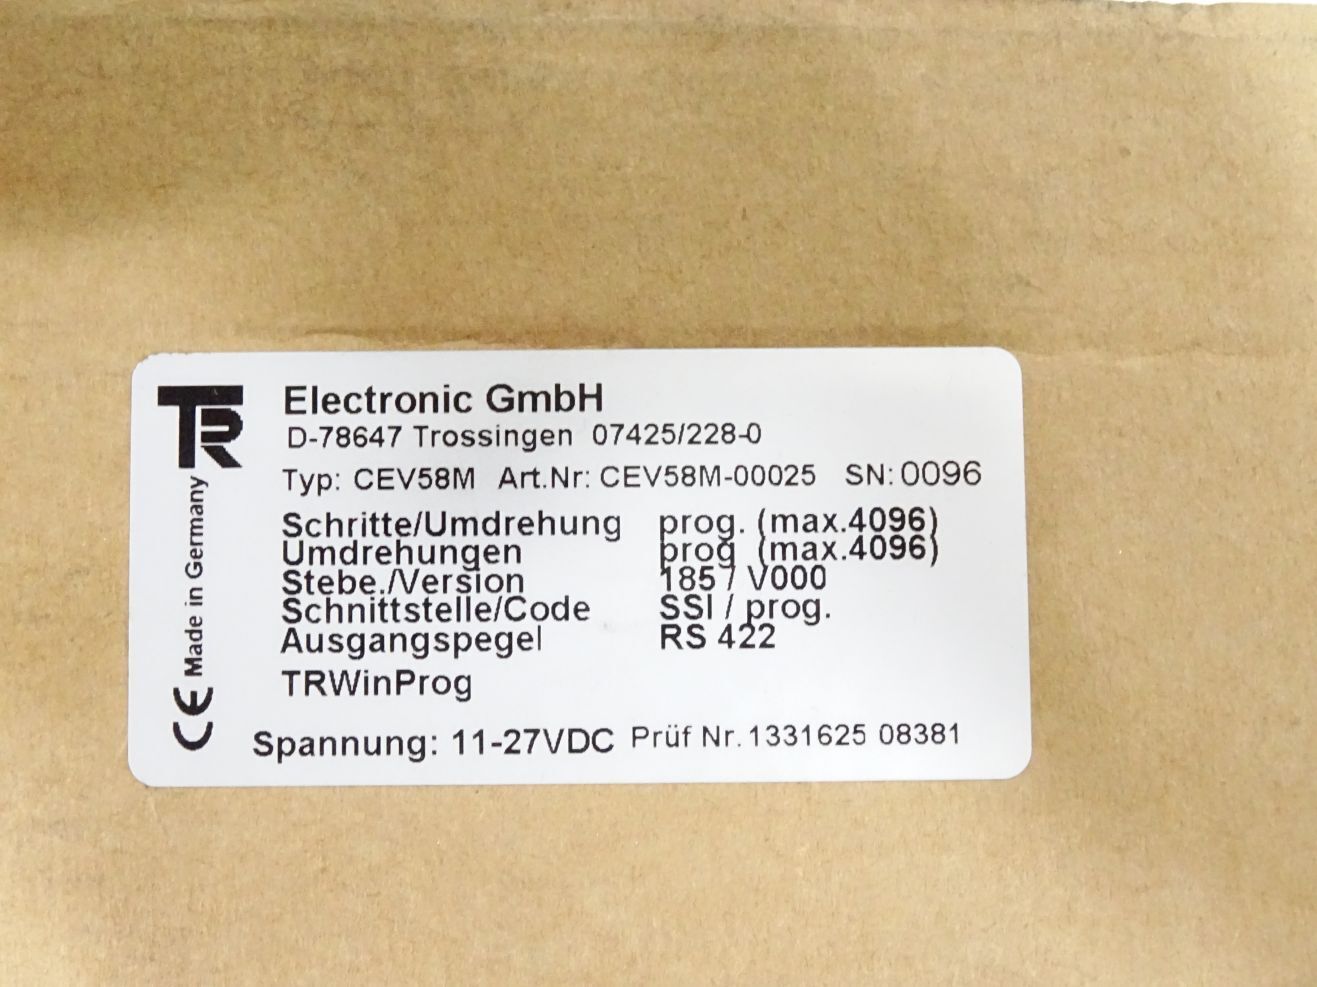 TR Electronic GmbH
D-78647 Trossingen 07425/228-0
Typ: CEV58M Art.Nr: CEV58M-00025 SN: 0096
Schritte/Umdrehung prog. (max.4096)
Umdrehungen prog (max.4096)
Stebe./Version 1857 V000
Schnittstelle/Code SSI / prog.
Ausgangspegel RS 422
TRWinProg
Spannung: 11-27VDC Prüf Nr. 1331625 08381
CE Made in Germany